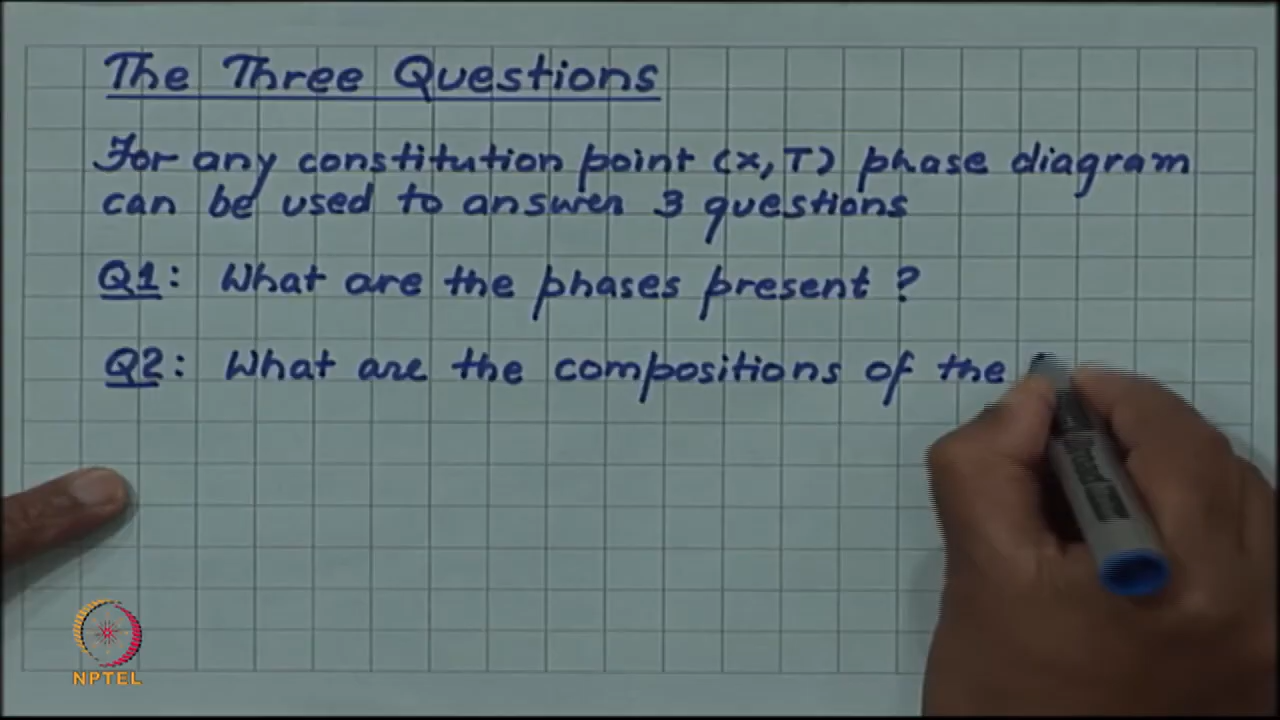 The Three Questions
For any constitution point (x,T) phase diagram
can be used to answer 3 questions
Q1: What are the phases present ?
Q2: What are the compositions of the
Broad
NPTEL